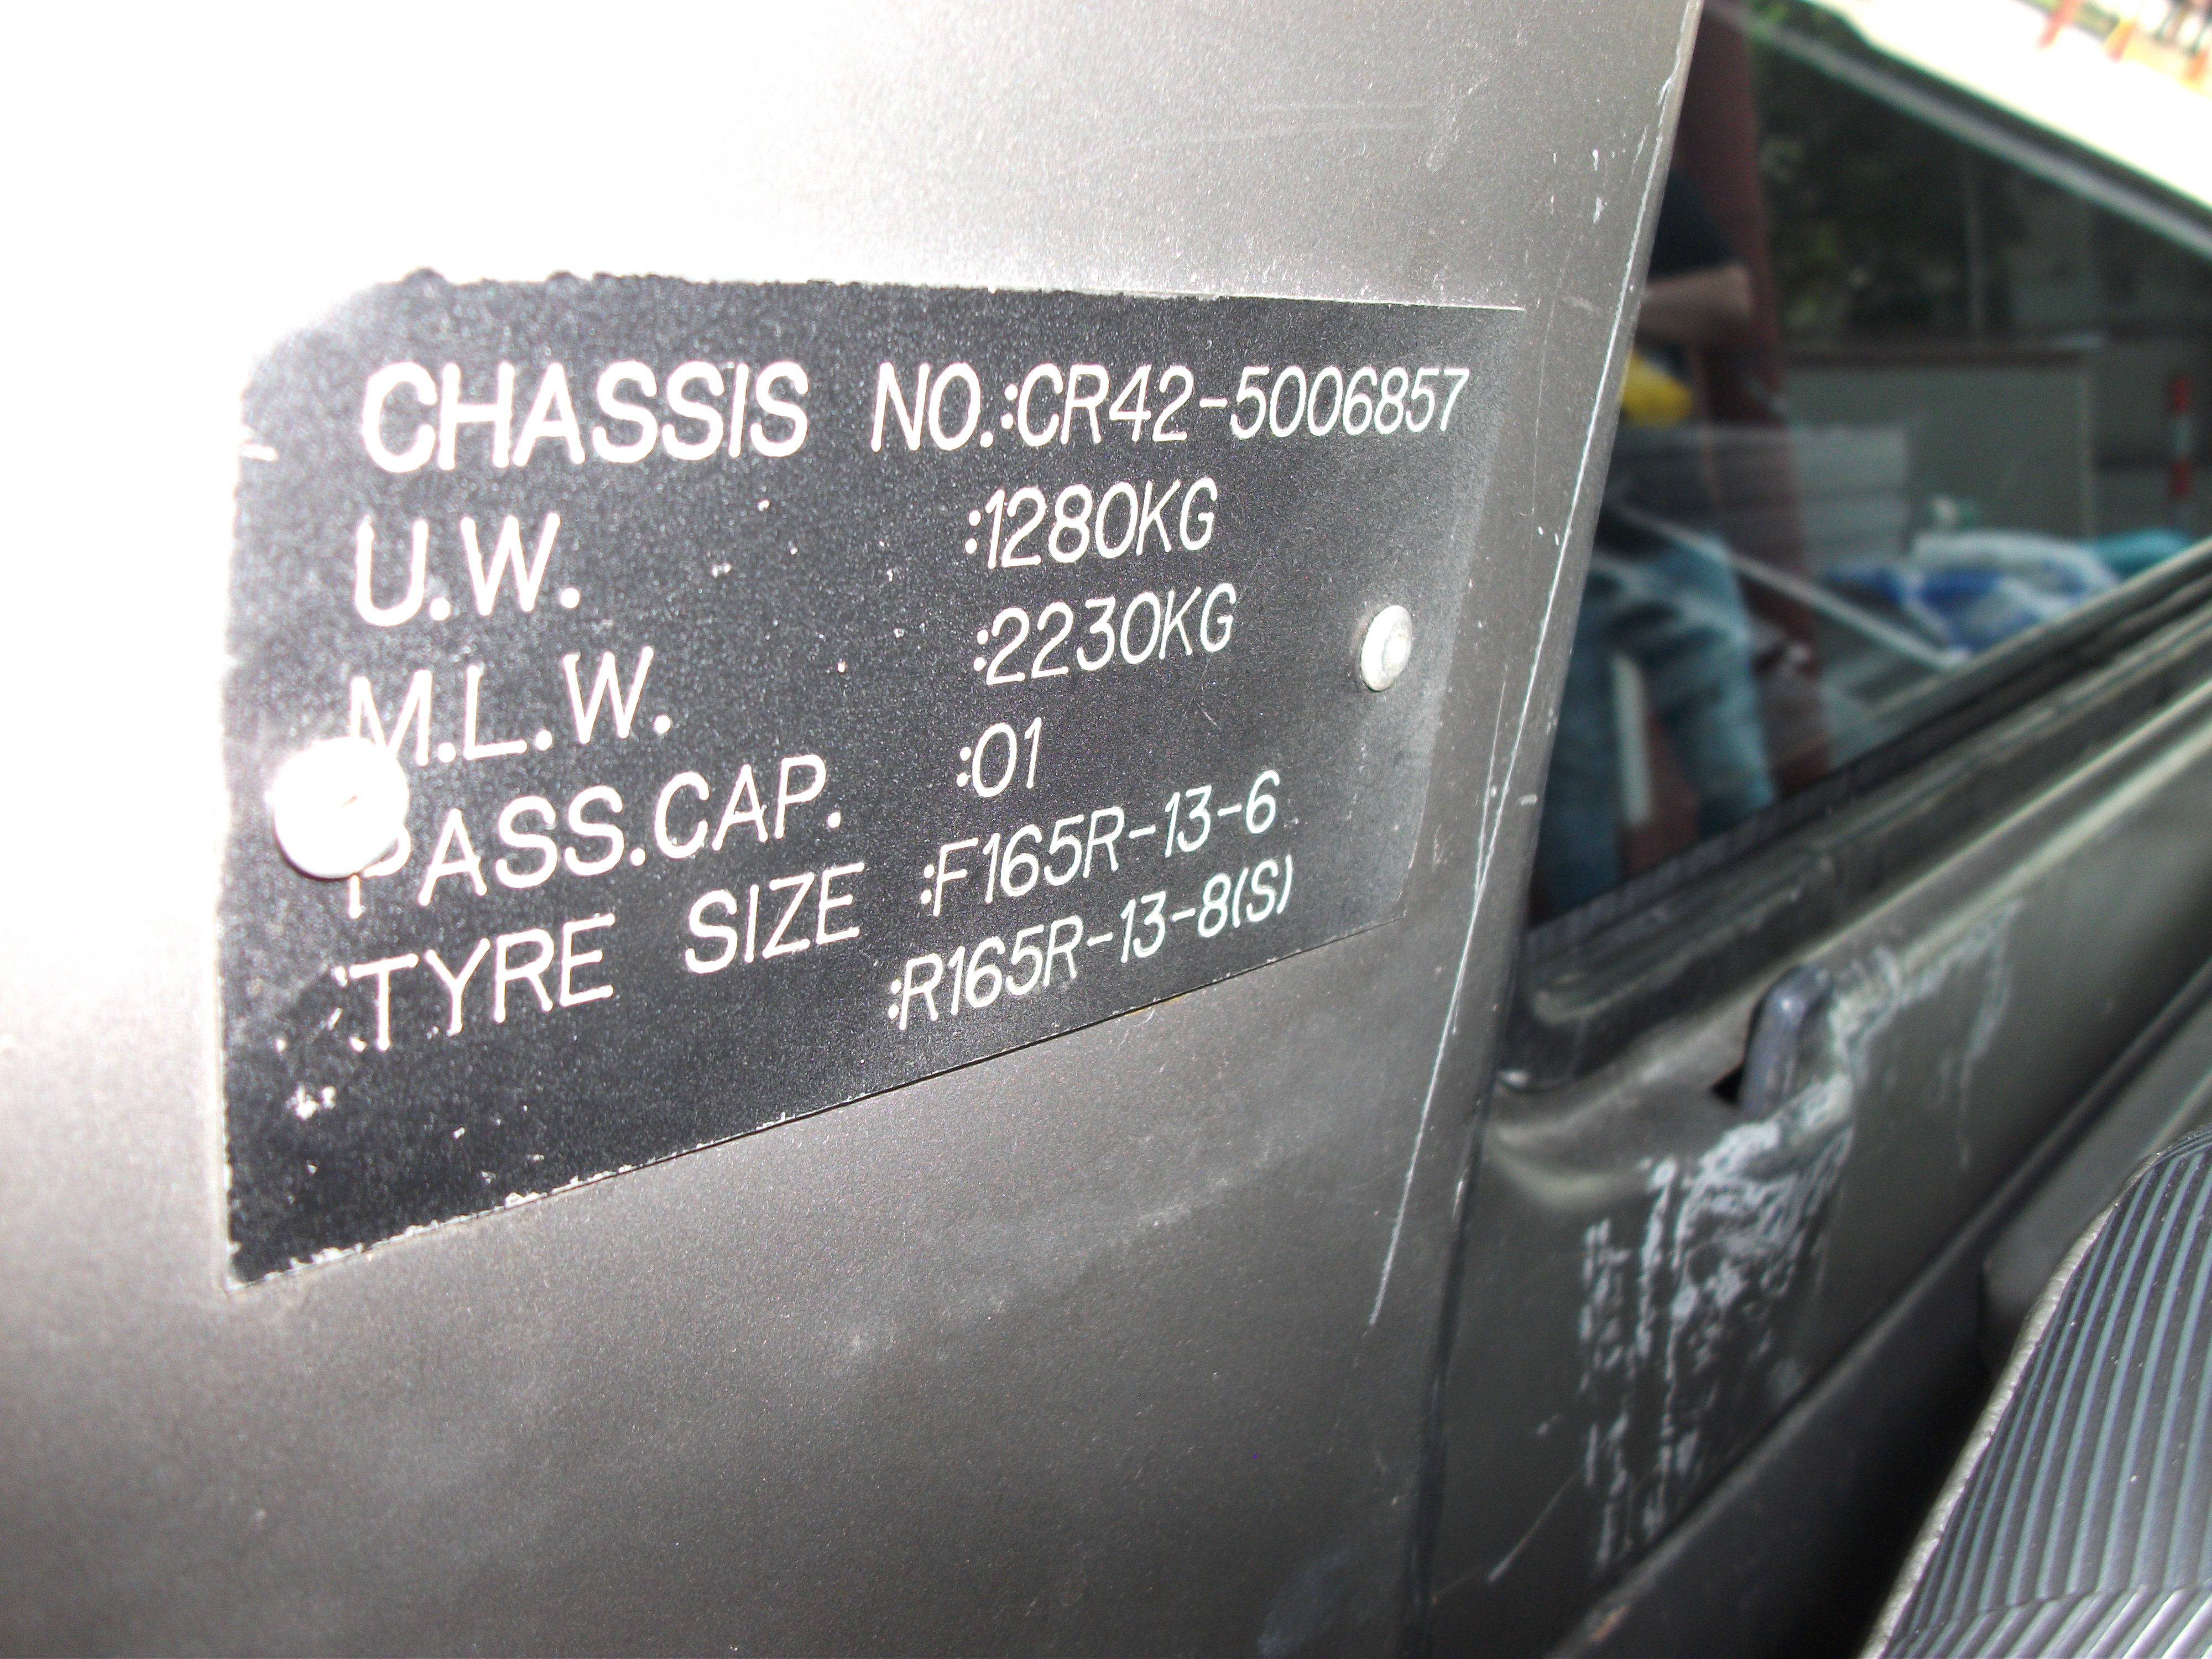 CHASSIS NO.:CR42-5006857
U.W. :1280KG
M.L.W. :2230KG
PASS.CAP. :01
TYRE SIZE :F165R-13-6
:R165R-13-8(S)